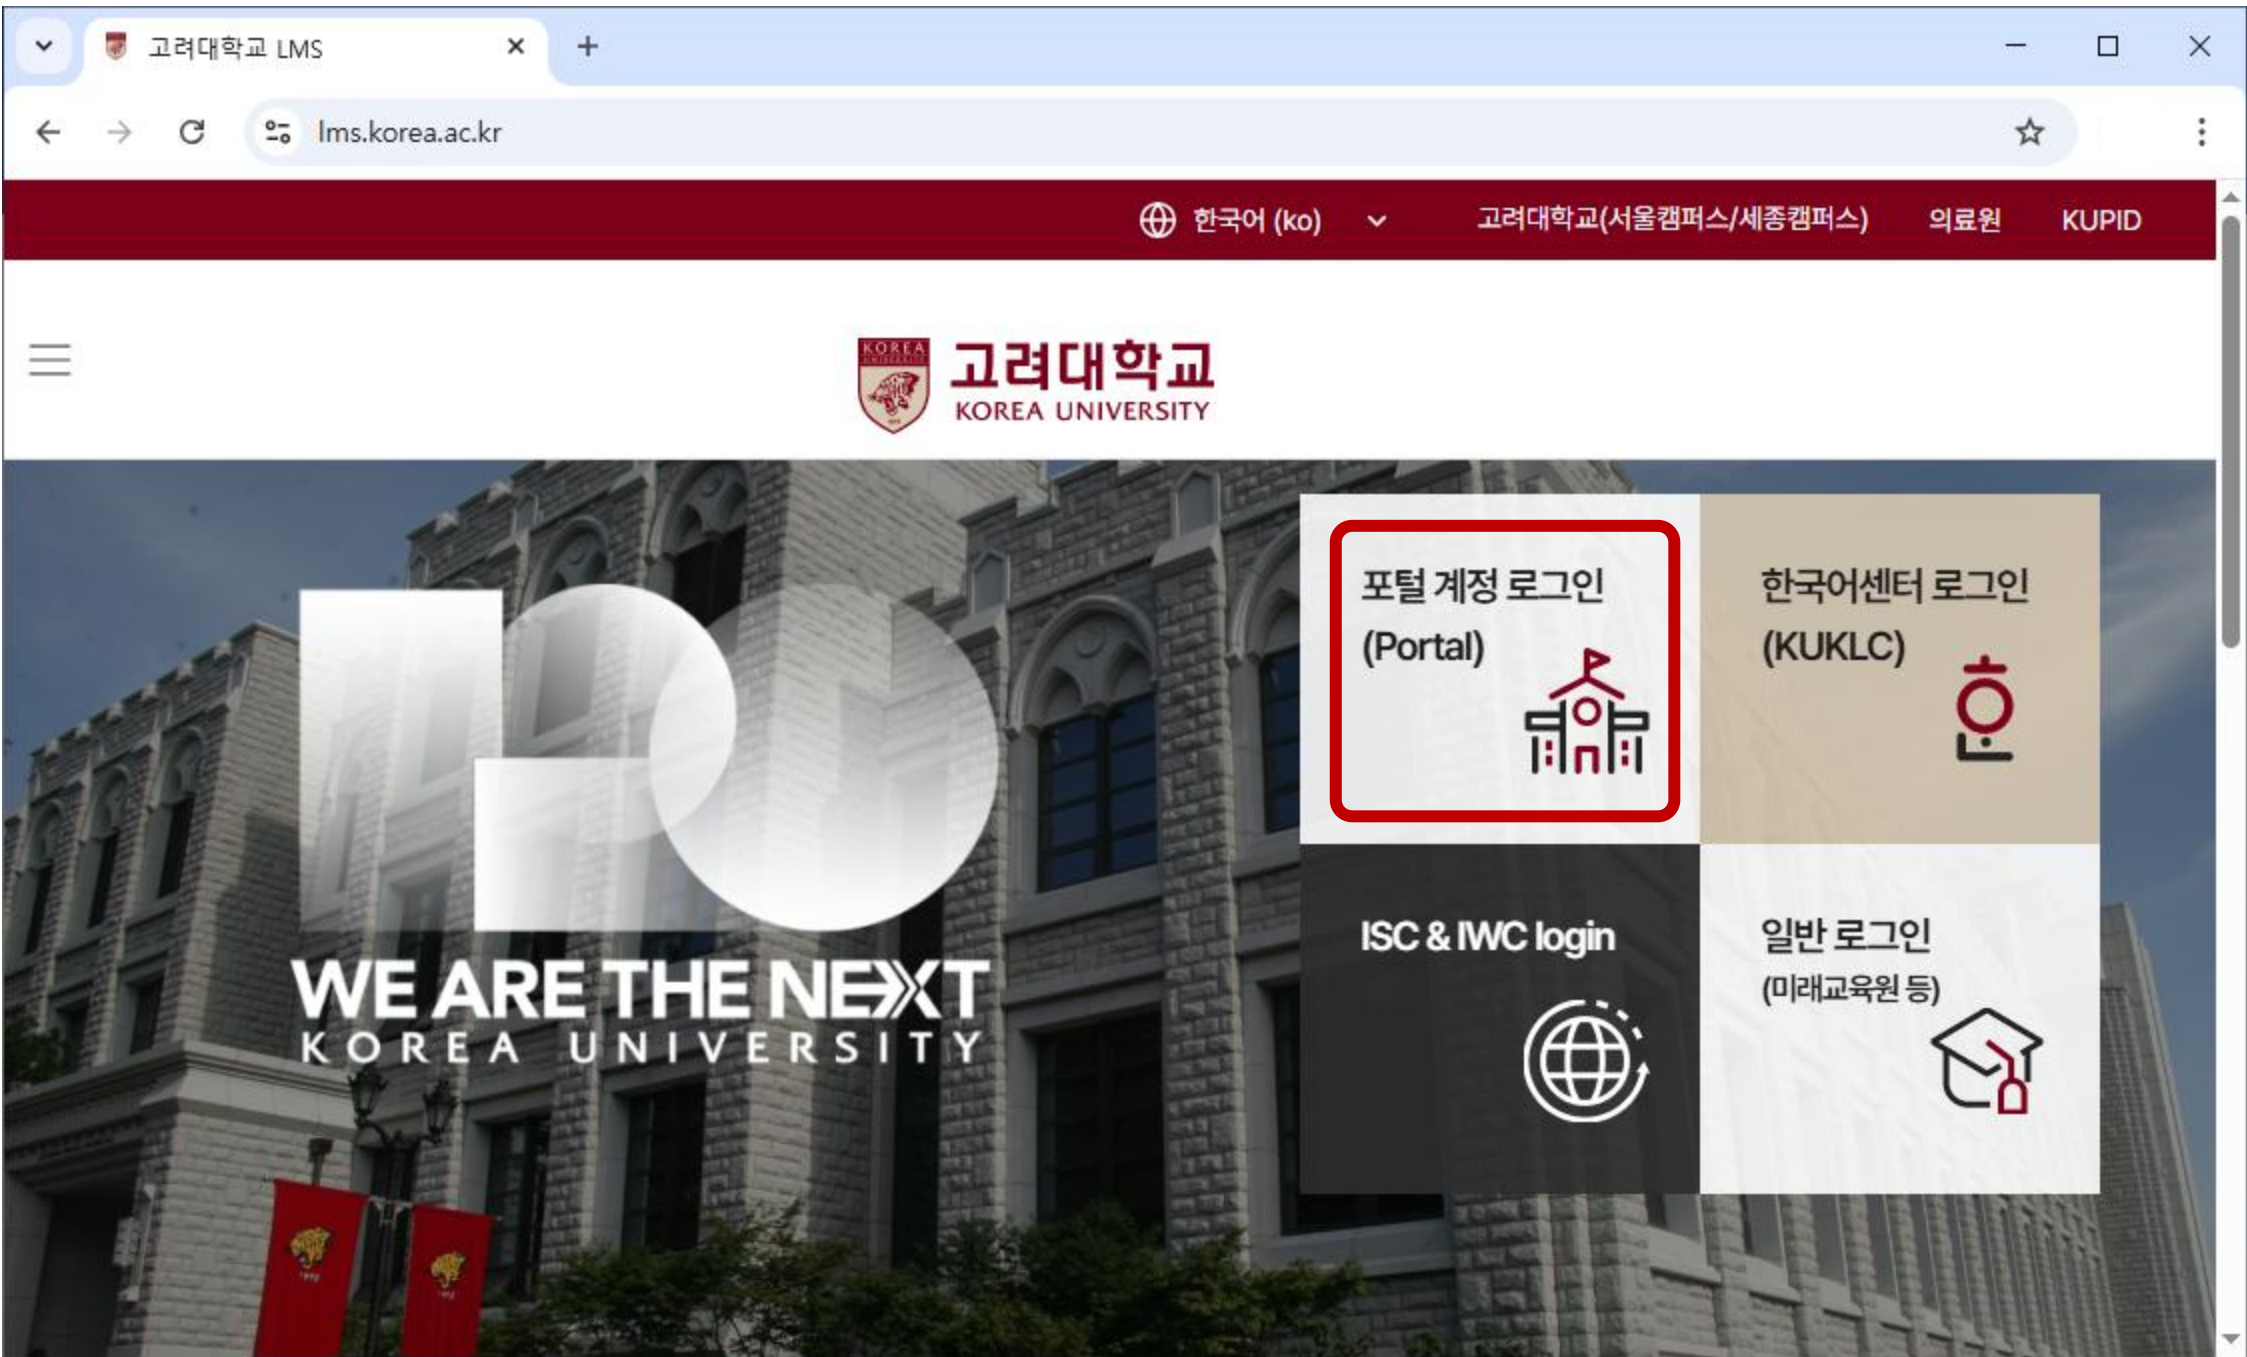 고려대학교 LMS
lms.korea.ac.kr
한국어 (ko)
고려대학교(서울캠퍼스/세종캠퍼스)
의료원
KUPID
KOREA
고려대학교
KOREA UNIVERSITY
포털 계정 로그인
(Portal)
한국어센터 로그인
(KUKLC)
ISC & IWC login
일반 로그인
(미래교육원 등)
WE ARE THE NEXT
KOREA UNIVERSITY